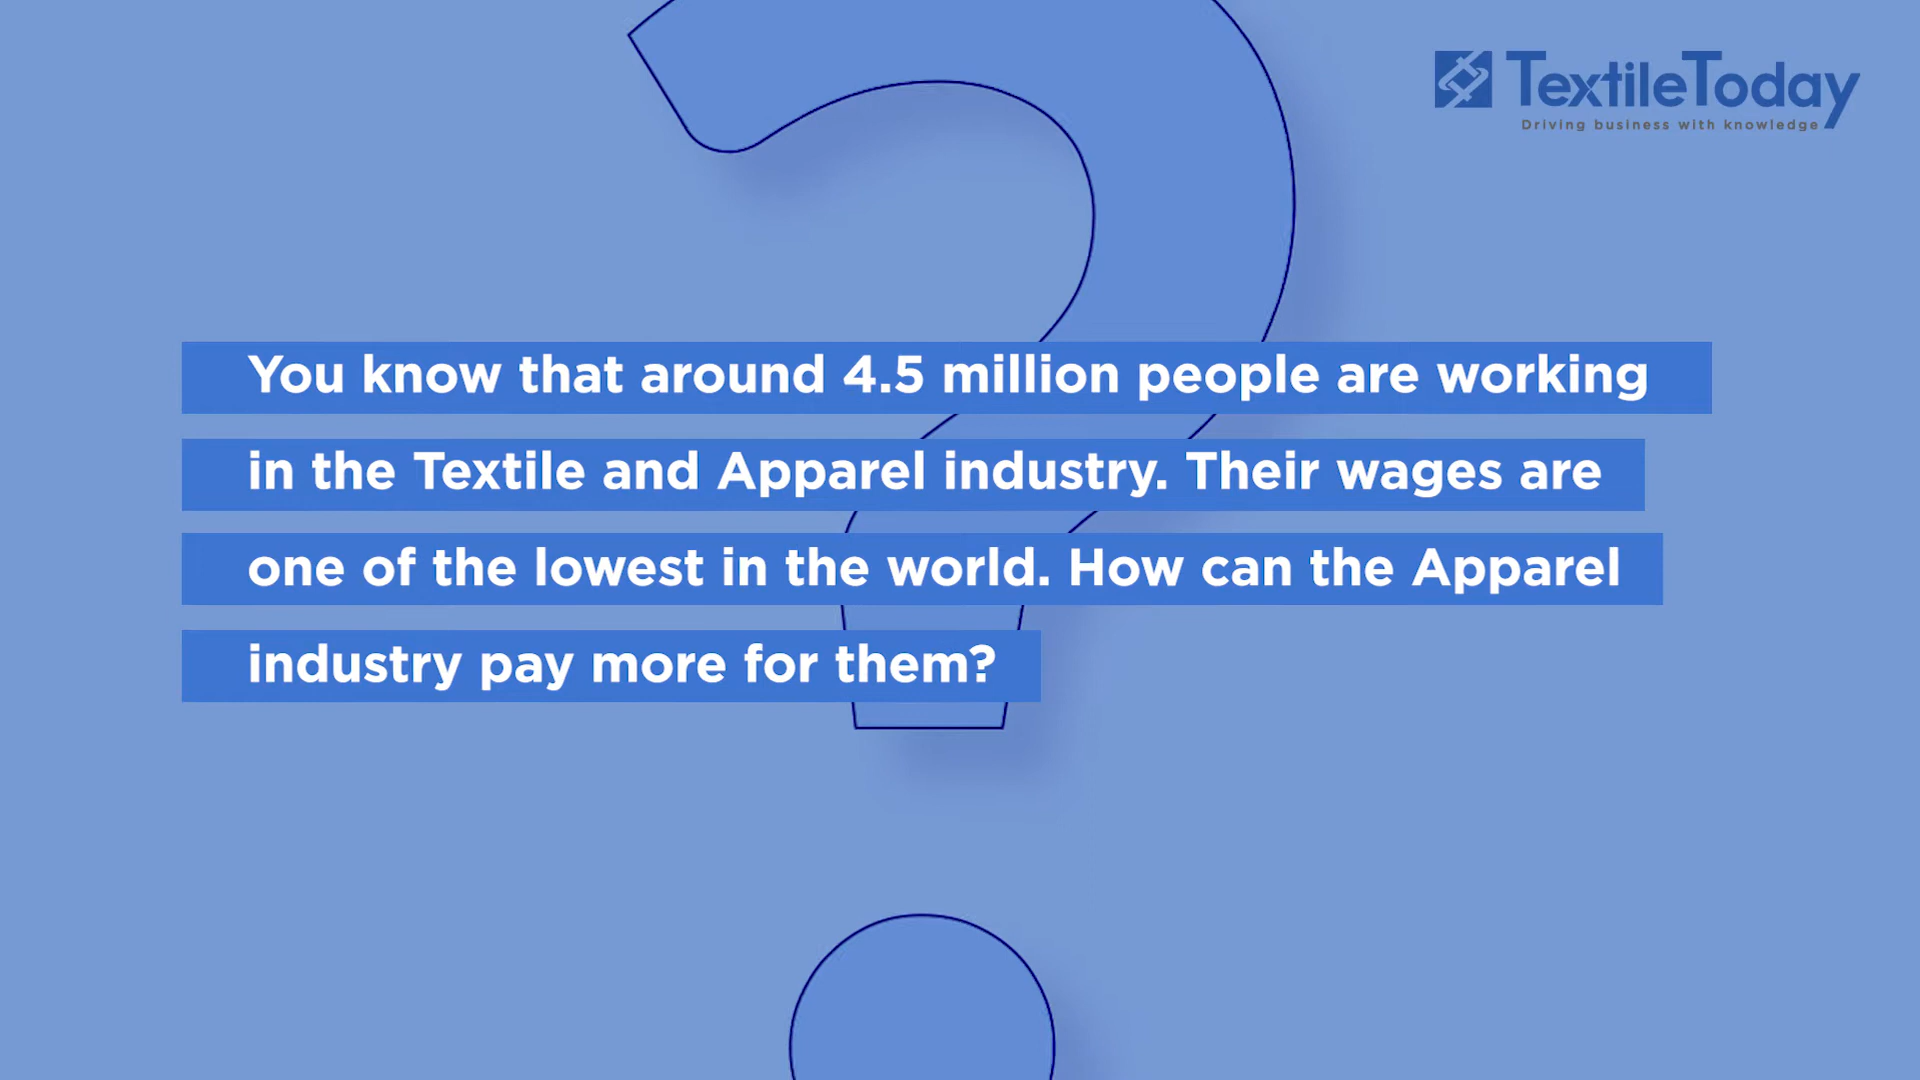 TextileToday
Driving business with knowledge
You know that around 4.5 million people are working
in the Textile and Apparel industry. Their wages are
one of the lowest in the world. How can the Apparel
industry pay more for them?